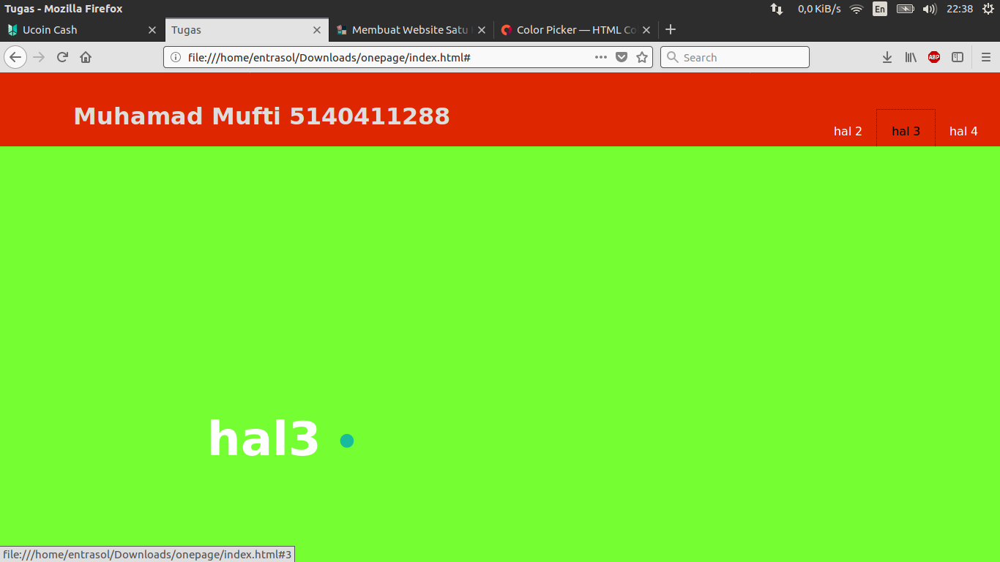 Tugas - Mozilla Firefox
0,0 KiB/s
En
22:38
Ucoin Cash
Tugas
Membuat Website Satu
Color Picker — HTML Co
file:///home/entrasol/Downloads/onepage/index.html#
Search
ABP
Muhamad Mufti 5140411288
hal 2
hal 3
hal 4
hal3
file:///home/entrasol/Downloads/onepage/index.html#3